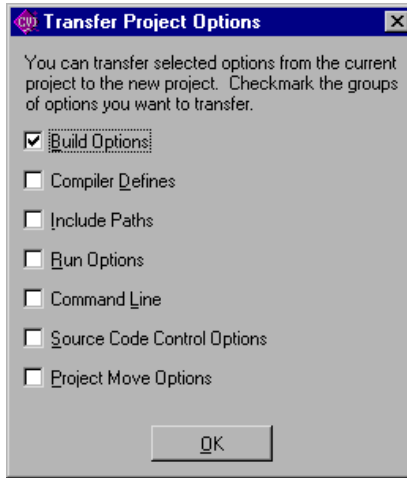 CVI Transfer Project Options
You can transfer selected options from the current
project to the new project. Checkmark the groups
of options you want to transfer.
Build Options
Compiler Defines
Include Paths
Run Options
Command Line
Source Code Control Options
Project Move Options
OK